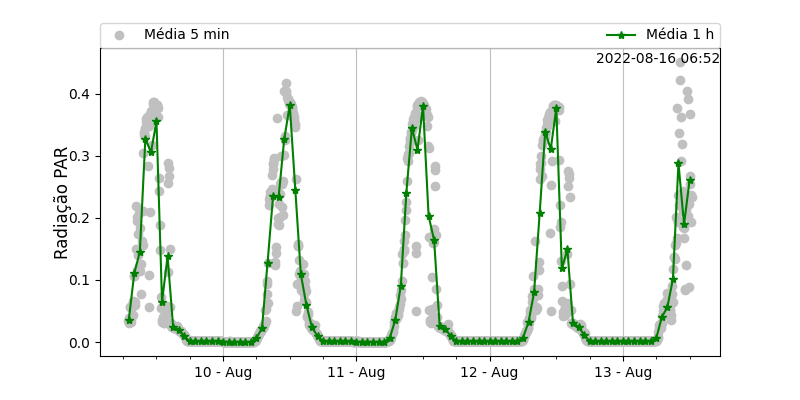 Média 5 min
Média 1 h
2022-08-16 06:52
Radiação PAR
0.4
0.3
0.2
0.1
0.0
10 - Aug
11 - Aug
12 - Aug
13 - Aug